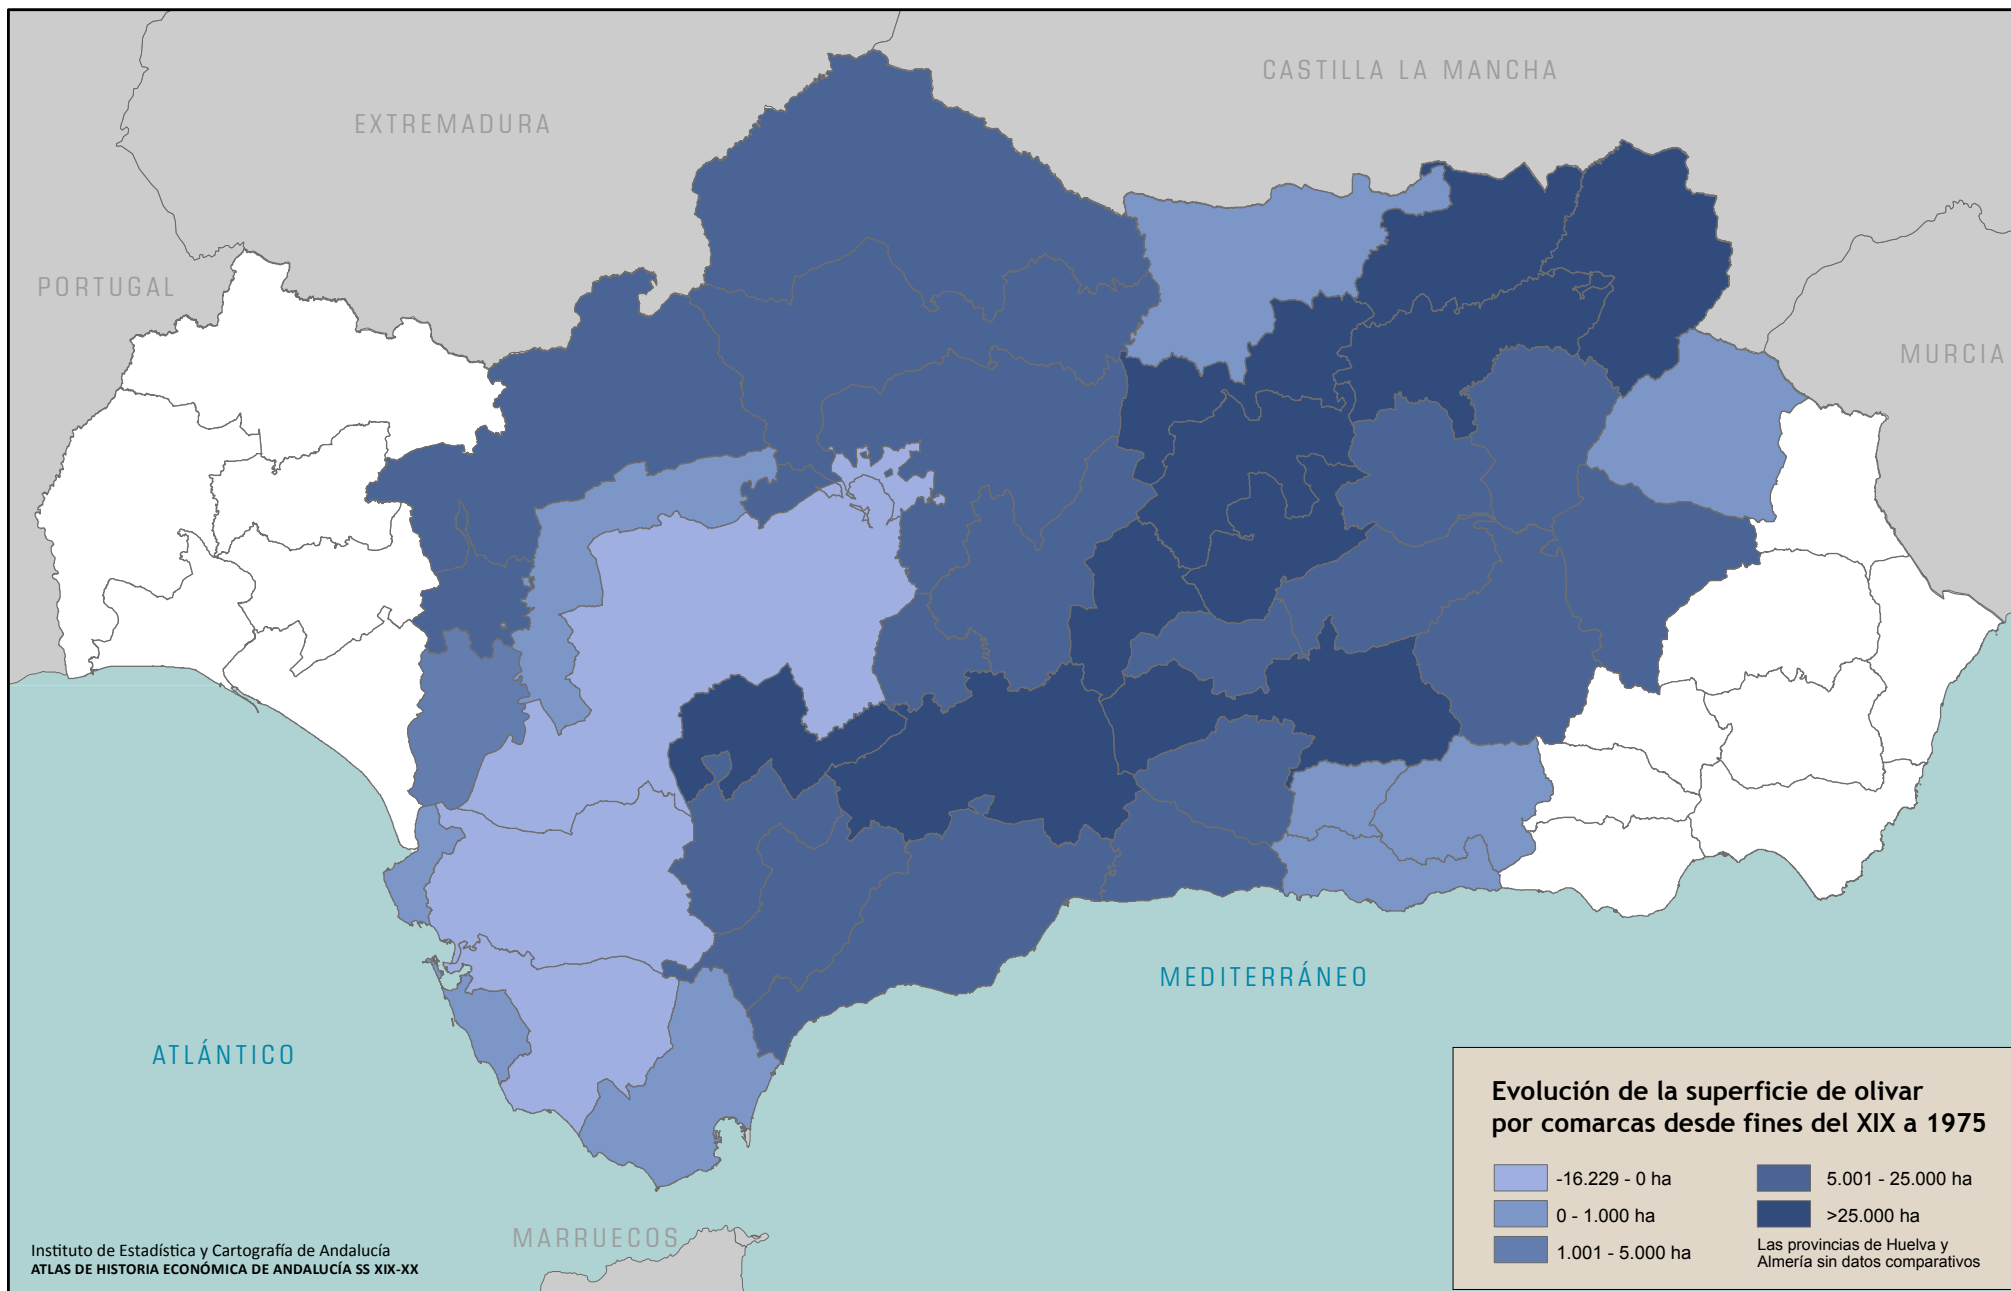 CASTILLA LA MANCHA
EXTREMADURA
PORTUGAL
MURCIA
MEDITERRÁNEO
ATLÁNTICO
MARRUECOS
Evolución de la superficie de olivar
por comarcas desde fines del XIX a 1975
-16.229 - 0 ha
0 - 1.000 ha
1.001 - 5.000 ha
5.001 - 25.000 ha
>25.000 ha
Las provincias de Huelva y
Almería sin datos comparativos
Instituto de Estadística y Cartografía de Andalucía
ATLAS DE HISTORIA ECONÓMICA DE ANDALUCÍA SS XIX-XX